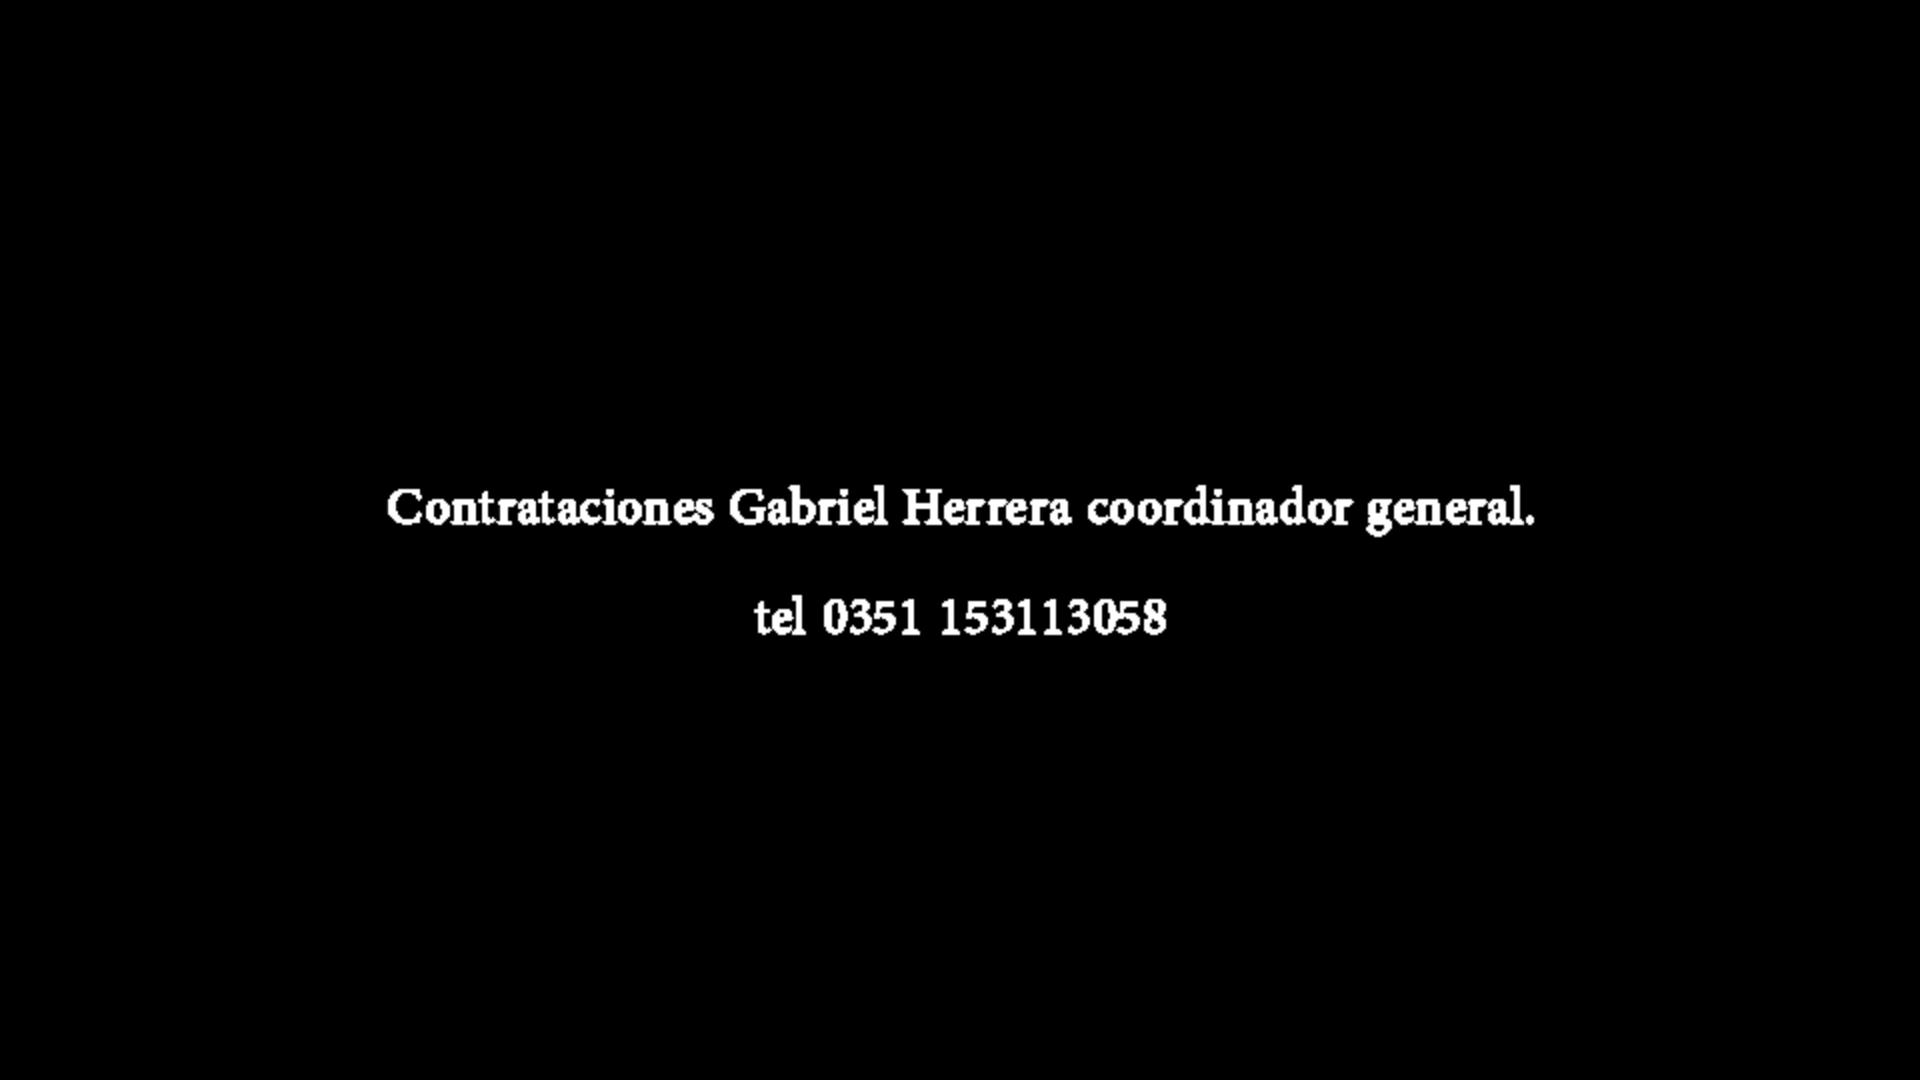 Contrataciones Gabriel Herrera coordinador general.
tel 0351 153113058